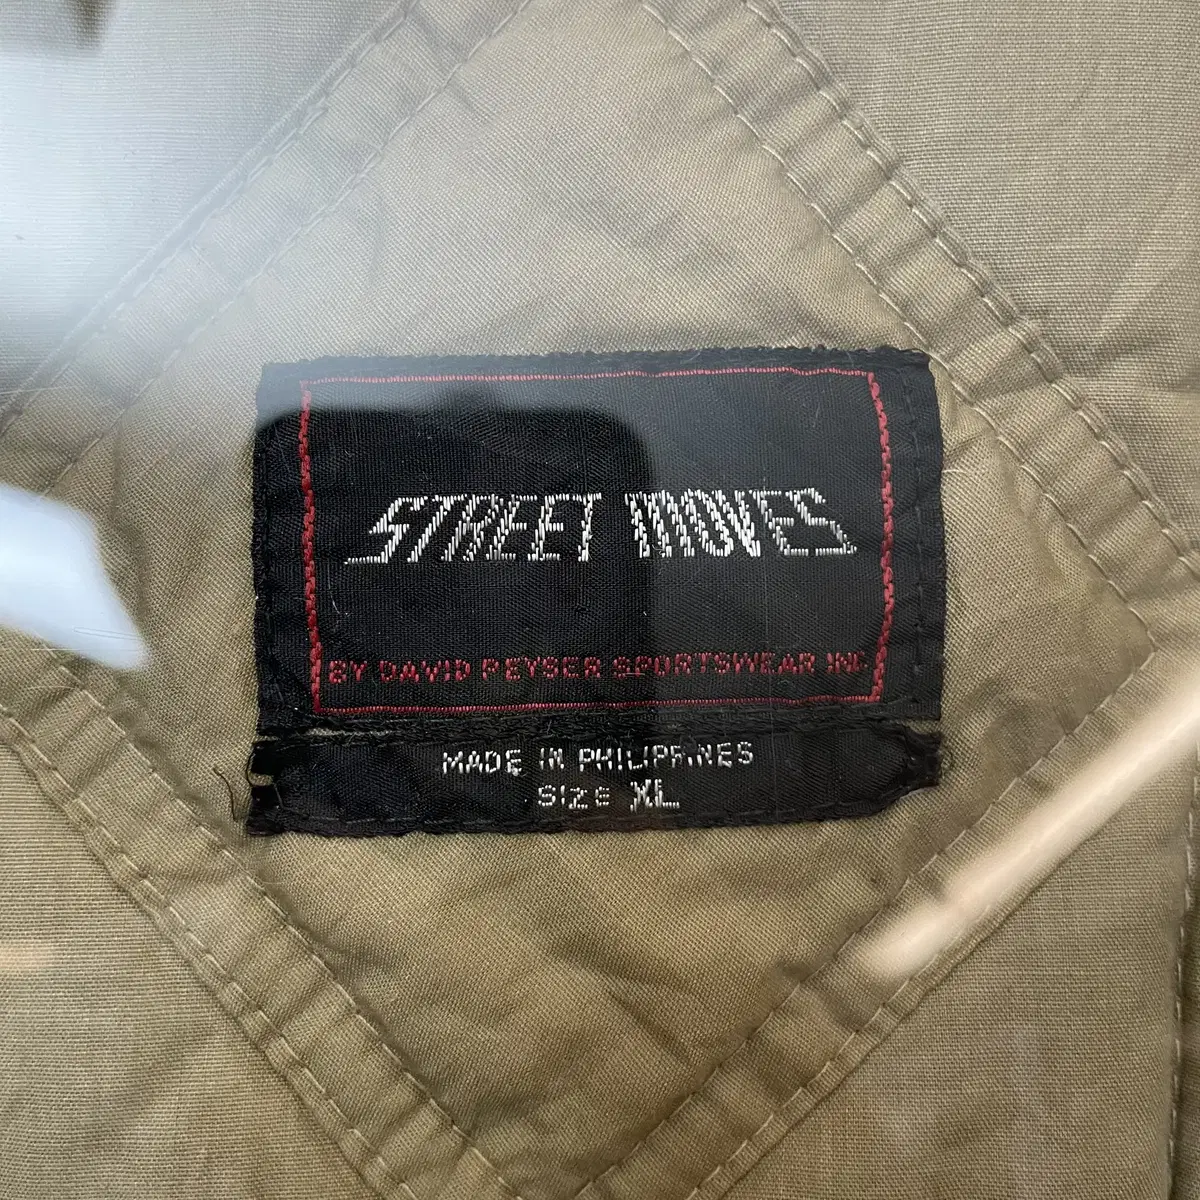 STREET MOVES
BY DAVID PEYSER SPORTSWEAR INC
MADE IN PHILIPPINES
SIZE XL